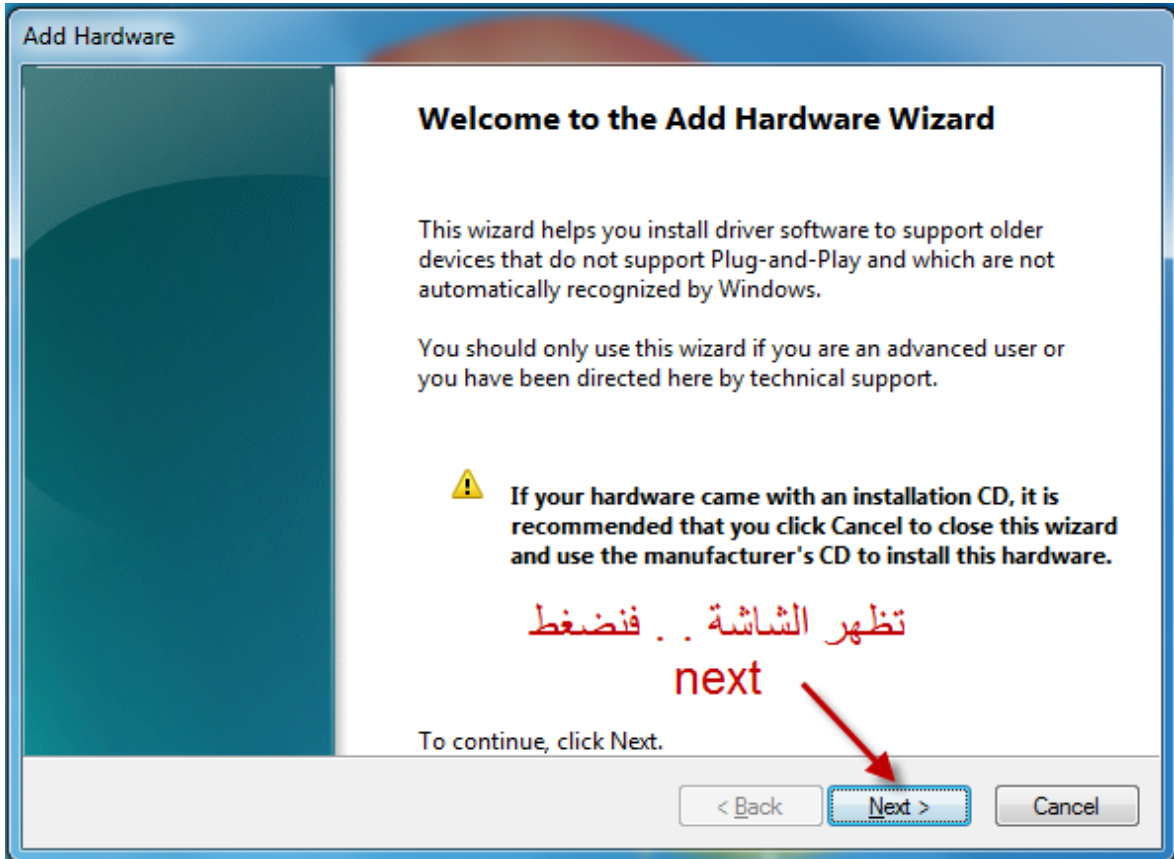 Add Hardware
Welcome to the Add Hardware Wizard
This wizard helps you install driver software to support older
devices that do not support Plug-and-Play and which are not
automatically recognized by Windows.
You should only use this wizard if you are an advanced user or
you have been directed here by technical support.
If your hardware came with an installation CD, it is
recommended that you click Cancel to close this wizard
and use the manufacturer's CD to install this hardware.
تظهر الشاشة . . فنضغط
next
To continue, click Next.
< Back Next > Cancel